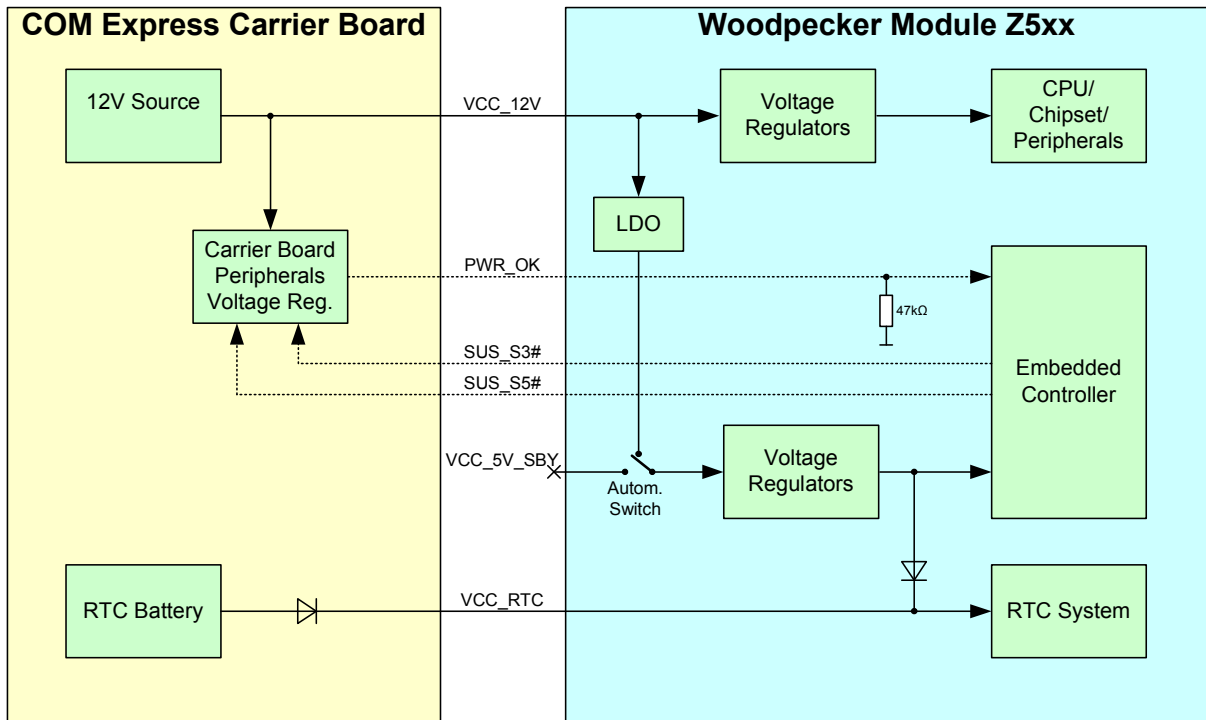 COM Express Carrier Board
Woodpecker Module Z5xx
12V Source
VCC_12V
Voltage
Regulators
CPU/
Chipset/
Peripherals
LDO
Carrier Board
Peripherals
Voltage Reg.
PWR_OK
47kΩ
SUS_S3#
SUS_S5#
Embedded
Controller
VCC_5V_SBY
Autom.
Switch
Voltage
Regulators
RTC Battery
VCC_RTC
RTC System